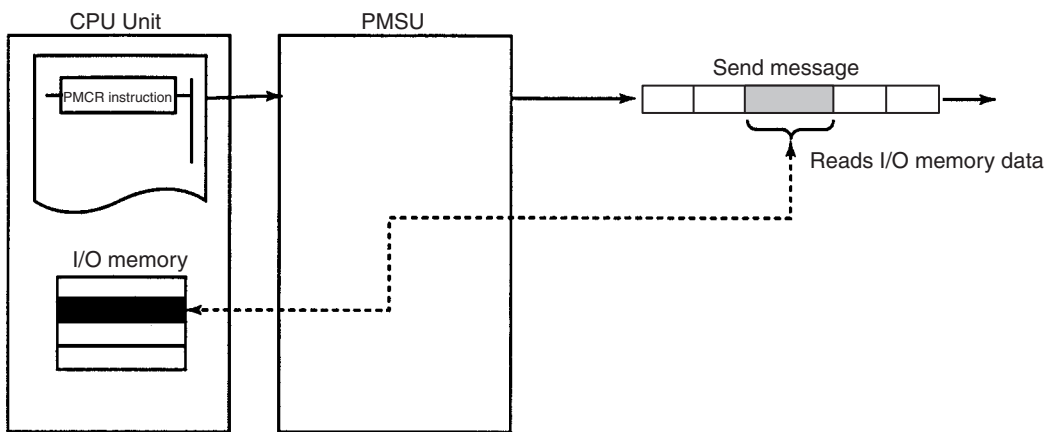 CPU Unit
PMSU
PMCR instruction
Send message
Reads I/O memory data
I/O memory